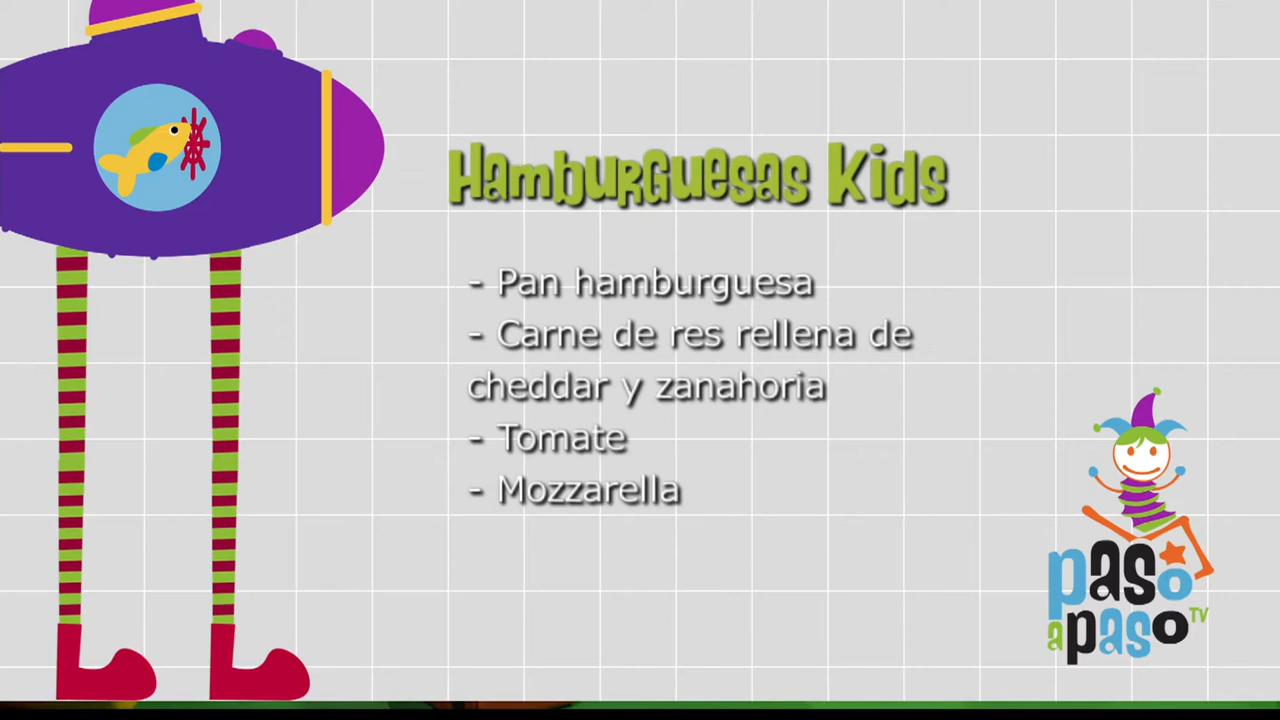 Hamburguesas Kids
- Pan hamburguesa
- Carne de res rellena de
cheddar y zanahoria
- Tomate
- Mozzarella
paso
a paso TV